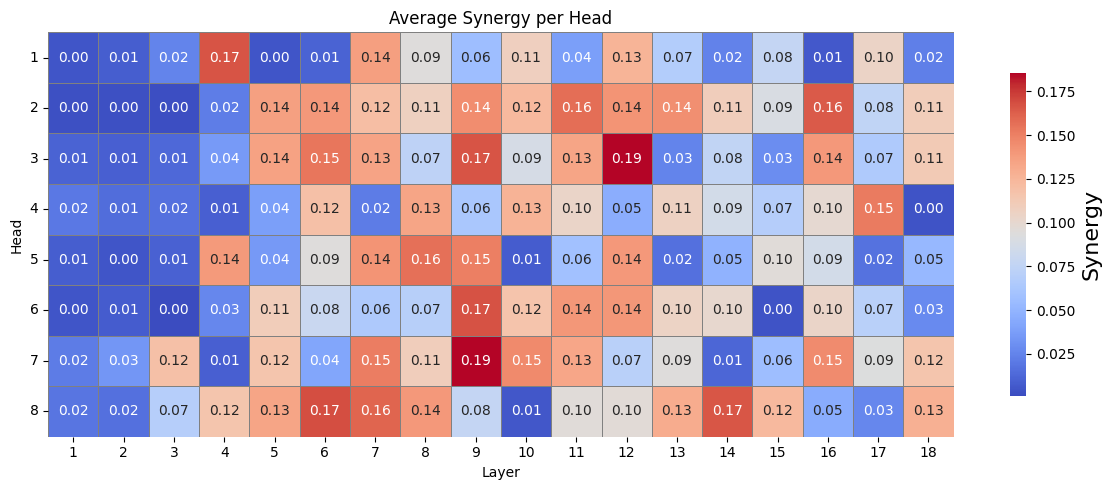 Average Synergy per Head
1 0.00 0.01 0.02 0.17 0.00 0.01 0.14 0.09 0.06 0.11 0.04 0.13 0.07 0.02 0.08 0.01 0.10 0.02
2 0.00 0.00 0.00 0.02 0.14 0.14 0.12 0.11 0.14 0.12 0.16 0.14 0.14 0.11 0.09 0.16 0.08 0.11
3 0.01 0.01 0.01 0.04 0.14 0.15 0.13 0.07 0.17 0.09 0.13 0.19 0.03 0.08 0.03 0.14 0.07 0.11
4 0.02 0.01 0.02 0.01 0.04 0.12 0.02 0.13 0.06 0.13 0.10 0.05 0.11 0.09 0.07 0.10 0.15 0.00
5 0.01 0.00 0.01 0.14 0.04 0.09 0.14 0.16 0.15 0.01 0.06 0.14 0.02 0.05 0.10 0.09 0.02 0.05
6 0.00 0.01 0.00 0.03 0.11 0.08 0.06 0.07 0.17 0.12 0.14 0.14 0.10 0.10 0.00 0.10 0.07 0.03
7 0.02 0.03 0.12 0.01 0.12 0.04 0.15 0.11 0.19 0.15 0.13 0.07 0.09 0.01 0.06 0.15 0.09 0.12
8 0.02 0.02 0.07 0.12 0.13 0.17 0.16 0.14 0.08 0.01 0.10 0.10 0.13 0.17 0.12 0.05 0.03 0.13
1 2 3 4 5 6 7 8 9 10 11 12 13 14 15 16 17 18
Layer
Head
0.175
0.150
0.125
0.100
0.075
0.050
0.025
Synergy